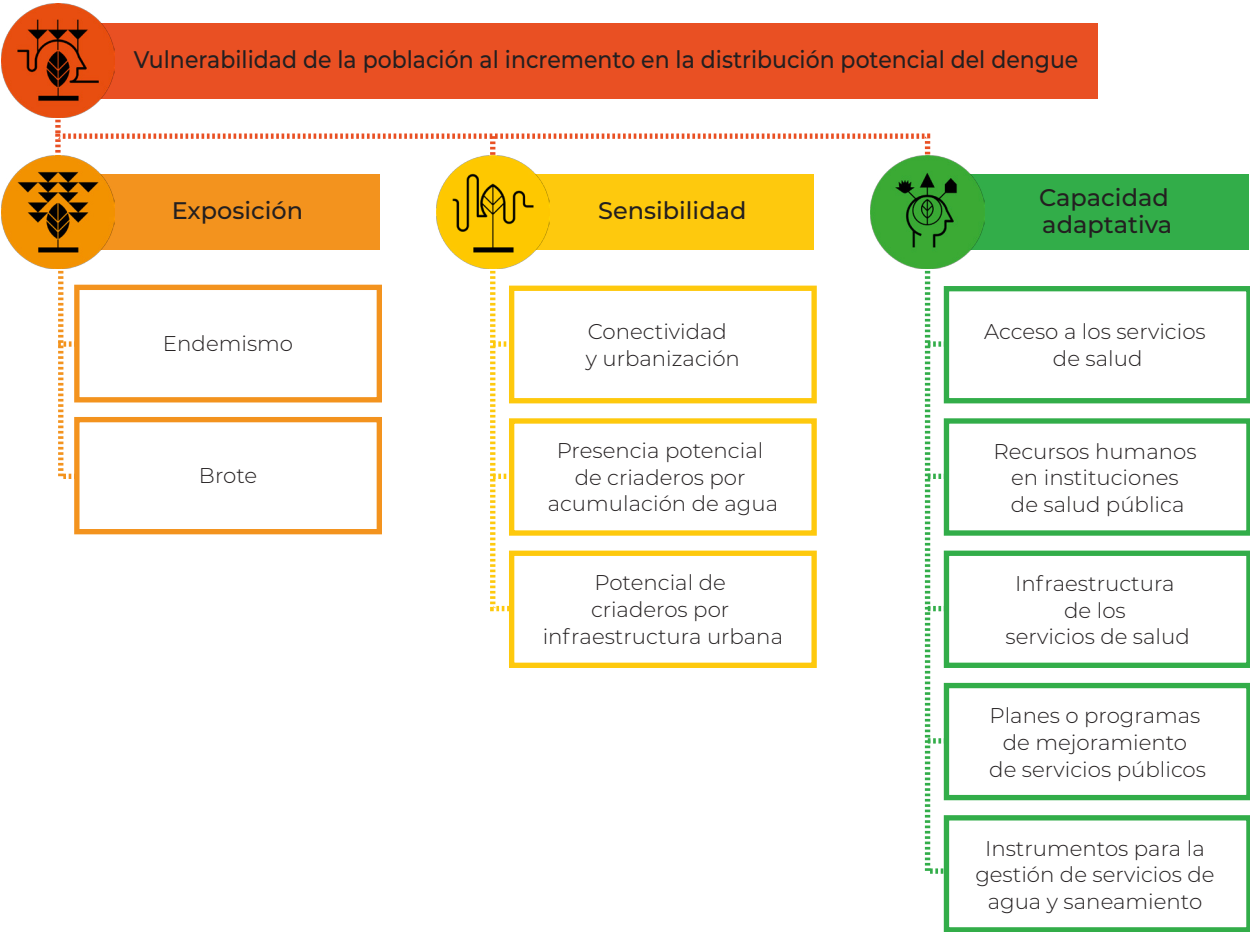 Vulnerabilidad de la población al incremento en la distribución potencial del dengue
Exposición
Endemismo
Brote
Sensibilidad
Conectividad
y urbanización
Presencia potencial
de criaderos por
acumulación de agua
Potencial de
criaderos por
infraestructura urbana
Capacidad
adaptativa
Acceso a los servicios
de salud
Recursos humanos
en instituciones
de salud pública
Infraestructura
de los
servicios de salud
Planes o programas
de mejoramiento
de servicios públicos
Instrumentos para la
gestión de servicios de
agua y saneamiento